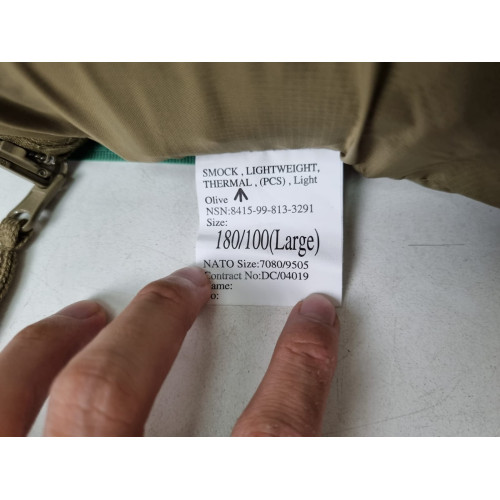 SMOCK , LIGHTWEIGHT,
THERMAL , (PCS) , Light
Olive
NSN:8415-99-813-3291
Size:
180/100(Large)
NATO Size:7080/9505
Contract No:DC/04019
ame:
o: